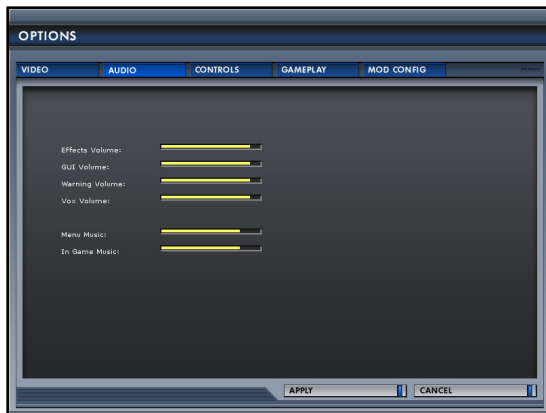 OPTIONS
VIDEO AUDIO CONTROLS GAMEPLAY MOD CONFIG
Effects Volume:
GUI Volume:
Warning Volume:
Vox Volume:
Menu Music:
In Game Music:
APPLY CANCEL